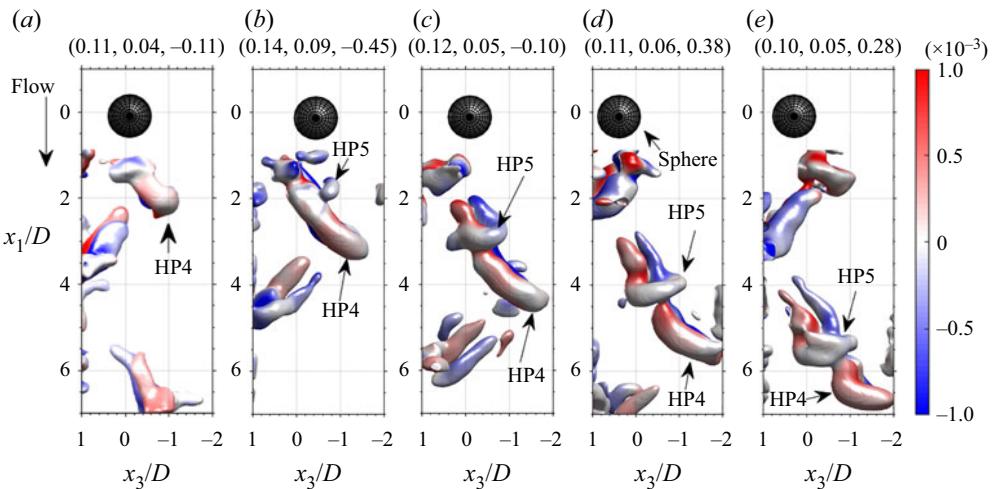 (a) (b) (c) (d) (e)
(0.11, 0.04, –0.11) (0.14, 0.09, –0.45) (0.12, 0.05, –0.10) (0.11, 0.06, 0.38) (0.10, 0.05, 0.28)
(×10⁻³)
Flow
0 0 0 0 0
2 2 2 2 2
4 4 4 4 4
6 6 6 6 6
x₁/D
HP4
HP5
HP4
HP5
HP4
Sphere
HP5
HP4
HP5
HP4
1.0
0.5
0
–0.5
–1.0
1 0 –1 –2 1 0 –1 –2 1 0 –1 –2 1 0 –1 –2 1 0 –1 –2
x₃/D x₃/D x₃/D x₃/D x₃/D